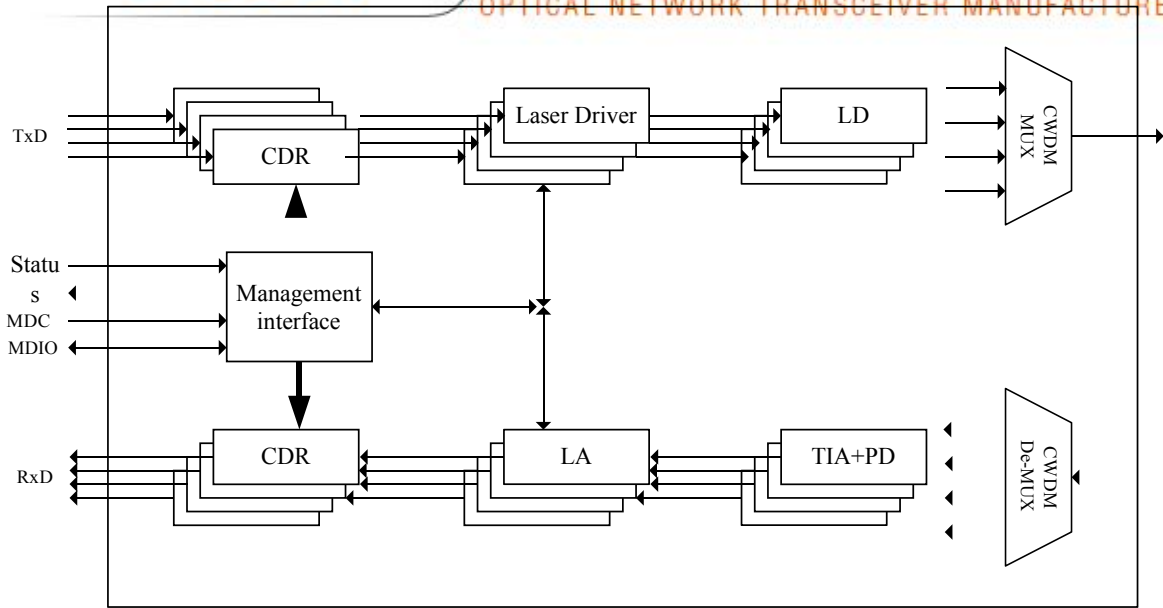 OPTICAL NETWORK TRANSCEIVER MANUFACTURE
TxD
CDR
Laser Driver
LD
CWDM
MUX
Statu
s
MDC
MDIO
Management
interface
RxD
CDR
LA
TIA+PD
CWDM
De-MUX